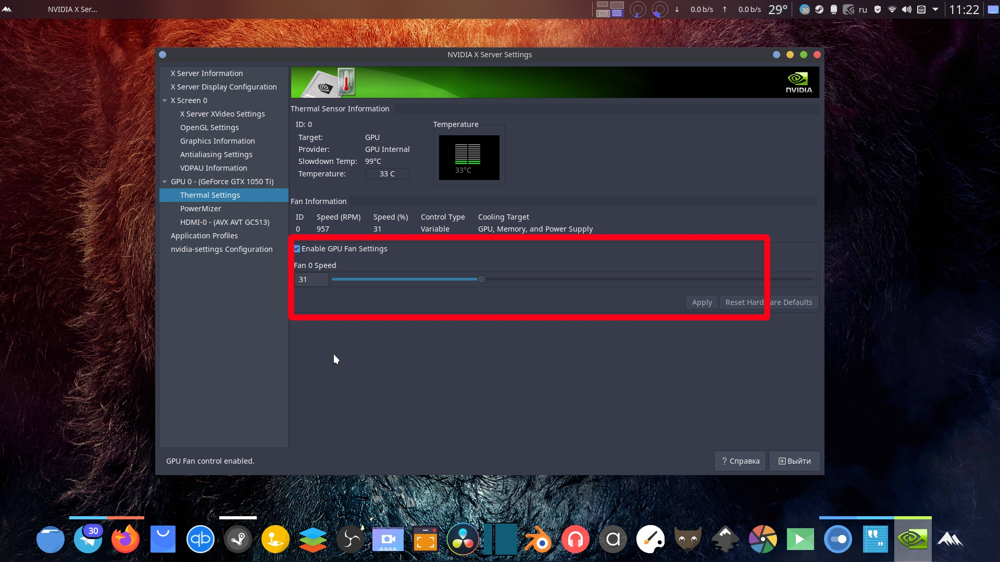 NVIDIA X Ser...
↓ 0.0 b/s ↑ 0.0 b/s 29° 30 ru 11:22
NVIDIA X Server Settings
X Server Information
X Server Display Configuration
X Screen 0
X Server XVideo Settings
OpenGL Settings
Graphics Information
Antialiasing Settings
VDPAU Information
GPU 0 - (GeForce GTX 1050 Ti)
Thermal Settings
PowerMizer
HDMI-0 - (AVX AVT GC513)
Application Profiles
nvidia-settings Configuration
NVIDIA.
Thermal Sensor Information
ID: 0
Target: GPU
Provider: GPU Internal
Slowdown Temp: 99°C
Temperature: 33 C
Temperature
33°C
Fan Information
ID Speed (RPM) Speed (%) Control Type Cooling Target
0 957 31 Variable GPU, Memory, and Power Supply
Enable GPU Fan Settings
Fan 0 Speed
31
Apply Reset Hardware Defaults
GPU Fan control enabled.
? Справка Выйти
30
qb
a